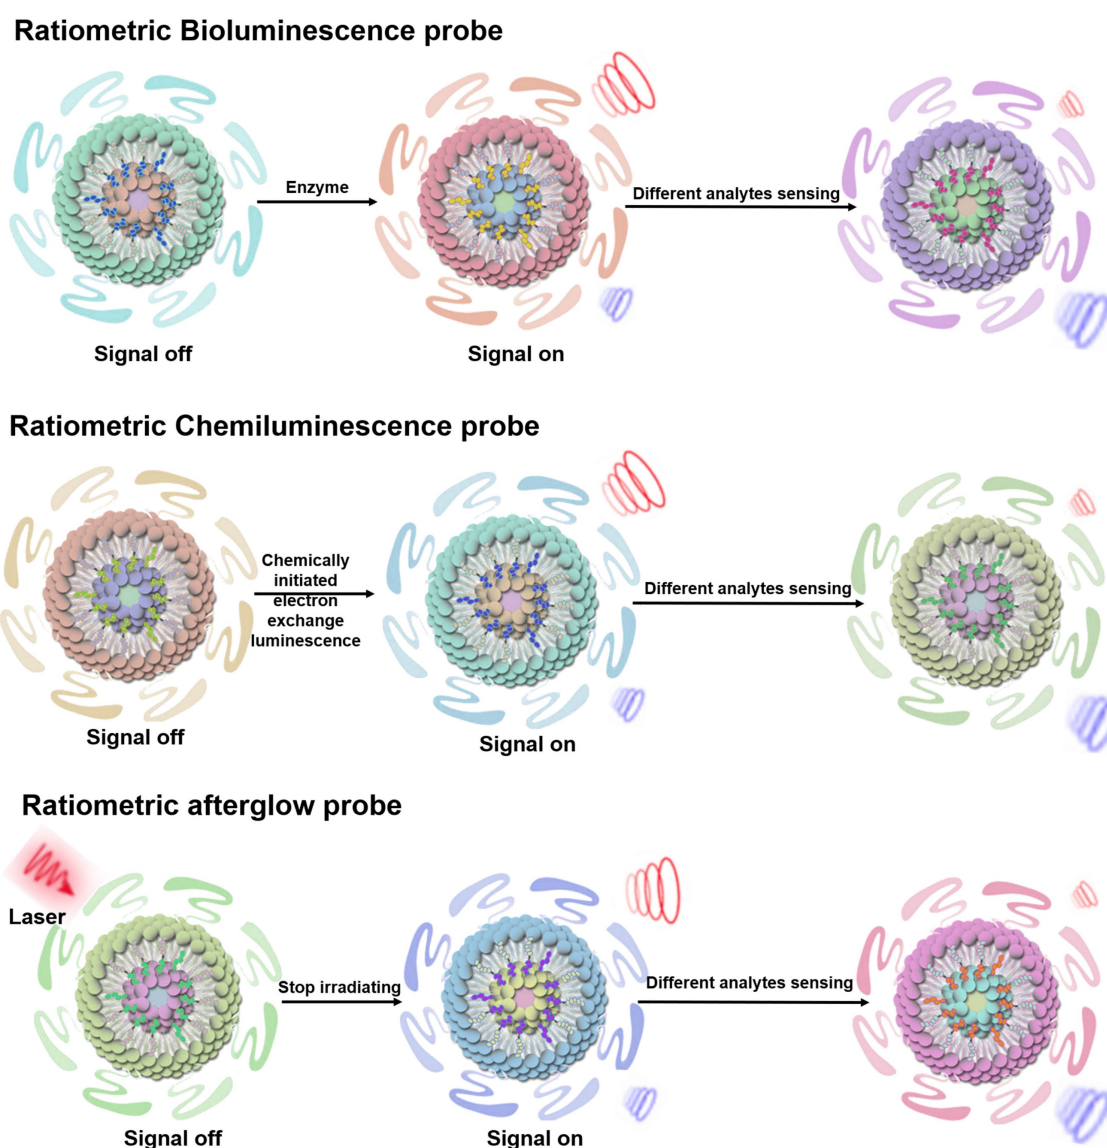 Ratiometric Bioluminescence probe
Enzyme
Different analytes sensing
Signal off
Signal on
Ratiometric Chemiluminescence probe
Chemically
initiated
electron
exchange
luminescence
Different analytes sensing
Signal off
Signal on
Ratiometric afterglow probe
Laser
Stop irradiating
Different analytes sensing
Signal off
Signal on